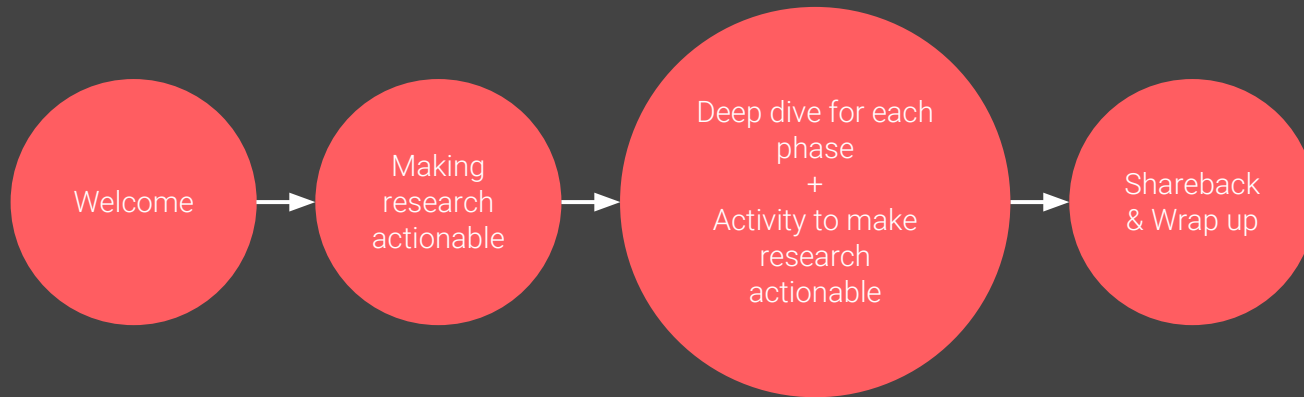 Welcome
Making
research
actionable
Deep dive for each
phase
+
Activity to make
research
actionable
Shareback
& Wrap up